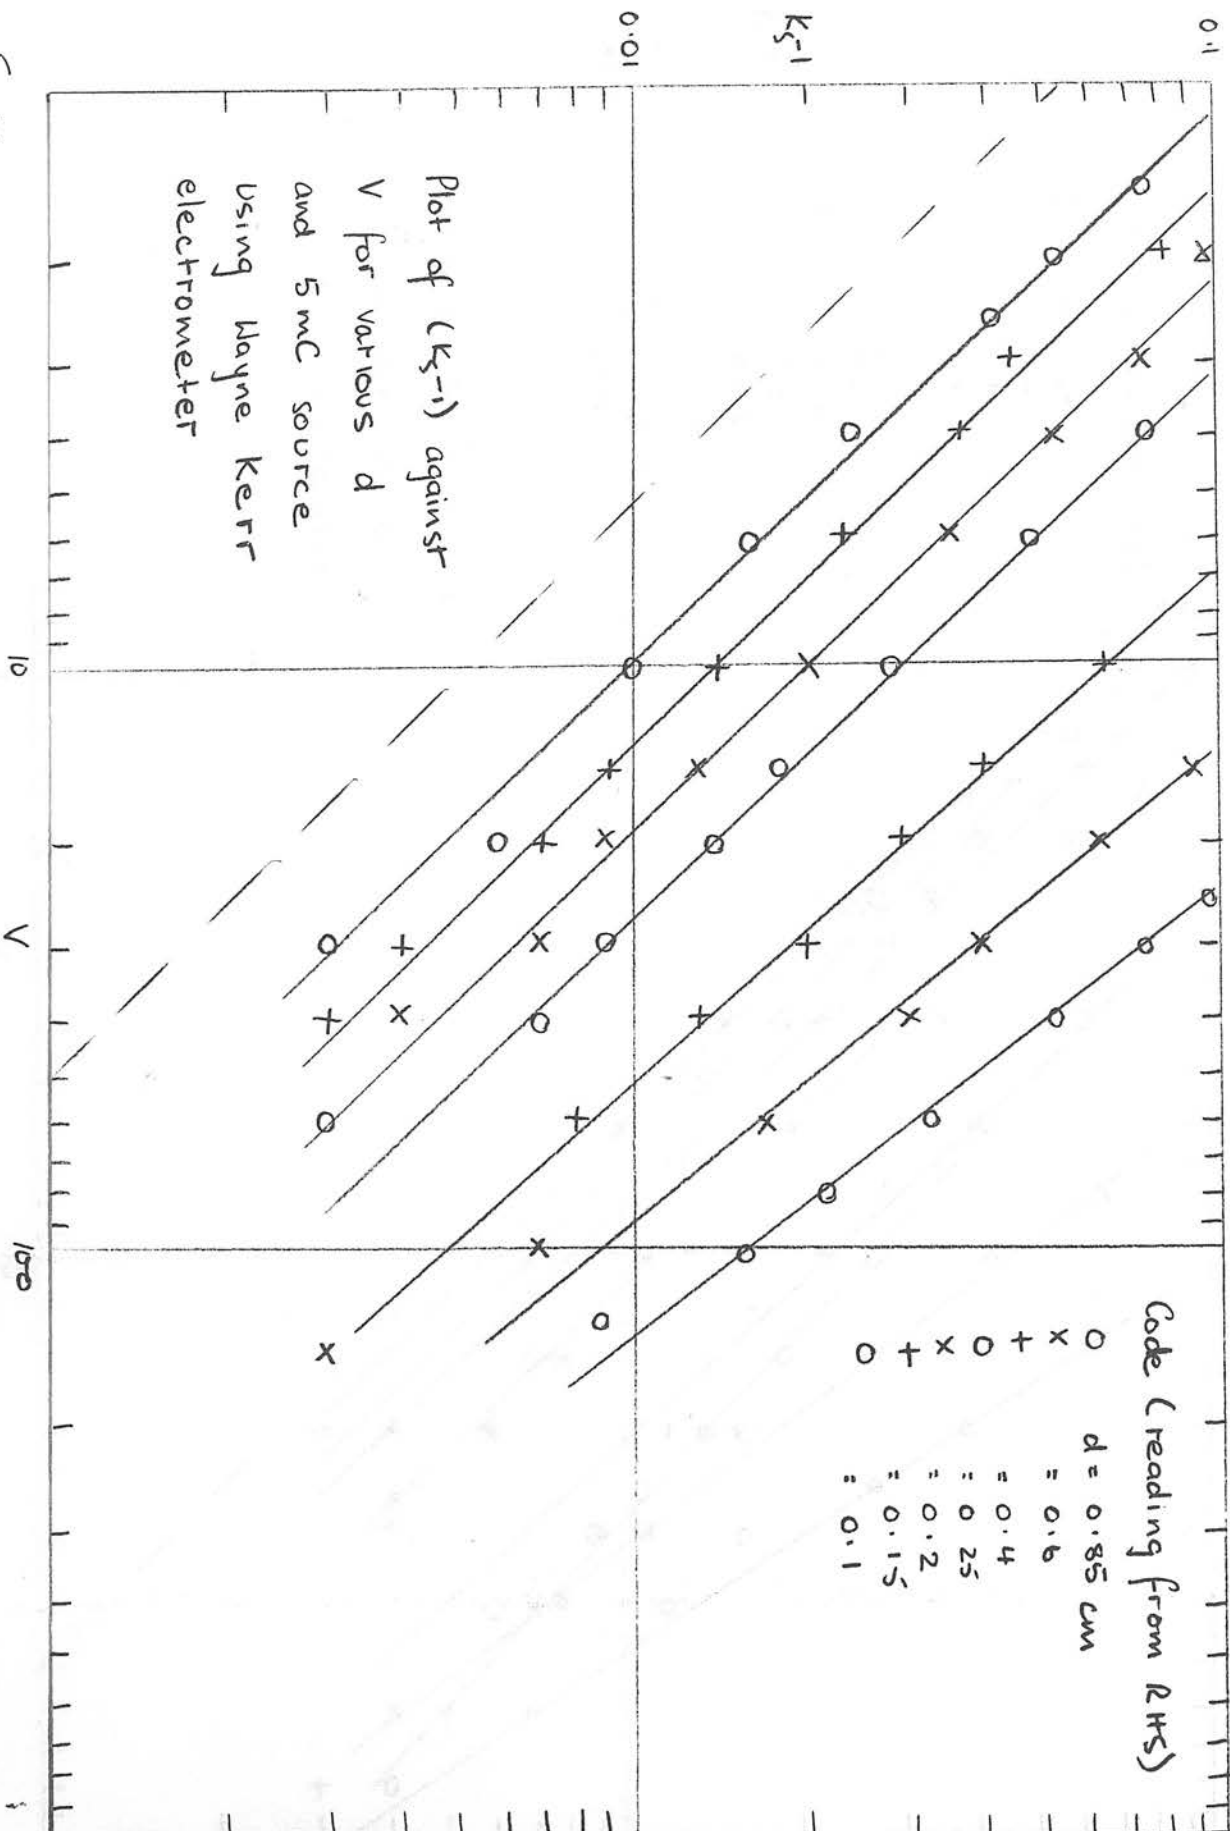 Code (reading from RHS)
O d = 0.85 cm
x = 0.6
+ = 0.4
O = 0.25
x = 0.2
+ = 0.15
O = 0.1
0.1
Ks-1
0.01
Plot of (Ks-1) against
V for various d
and 5mC source
using Wayne Kerr
electrometer
10
V
100